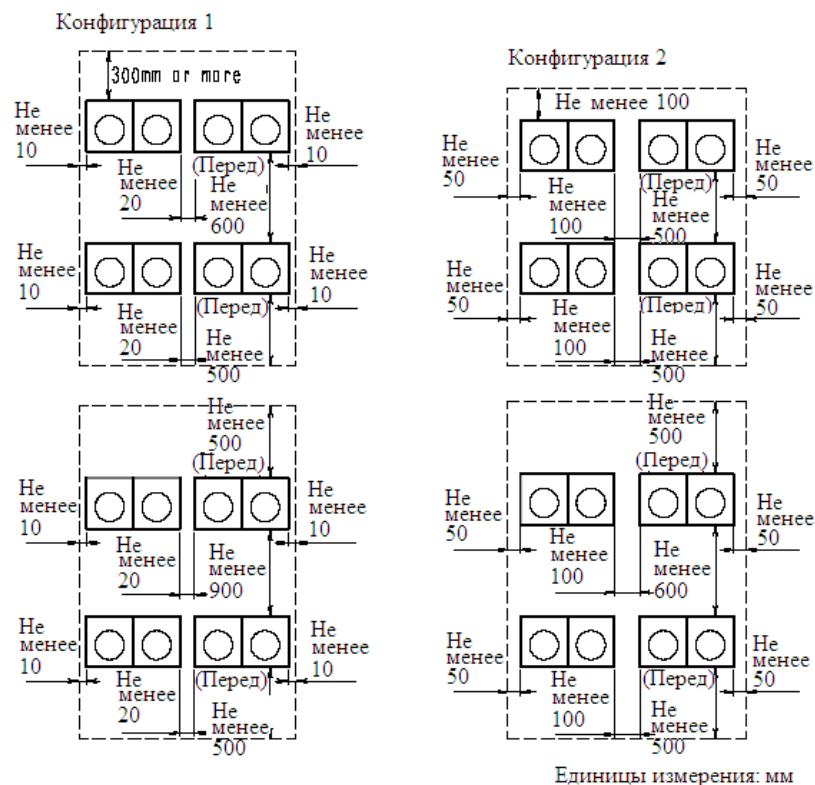 Конфигурация 1
300mm or more
Не
менее
10
Не
менее
20
(Перед)
Не
менее
600
Не
менее
10
Не
менее
10
Не
менее
20
(Перед)
Не
менее
500
Не
менее
10
Не
менее
500
(Перед)
Не
менее
10
Не
менее
20
Не
менее
900
Не
менее
10
Не
менее
10
Не
менее
20
(Перед)
Не
менее
500
Не
менее
10
Конфигурация 2
Не менее 100
Не
менее
50
Не
менее
100
(Перед)
Не
менее
500
Не
менее
50
Не
менее
50
Не
менее
100
(Перед)
Не
менее
500
Не
менее
50
Не
менее
500
(Перед)
Не
менее
50
Не
менее
100
Не
менее
600
Не
менее
50
Не
менее
50
Не
менее
100
(Перед)
Не
менее
500
Не
менее
50
Единицы измерения: мм